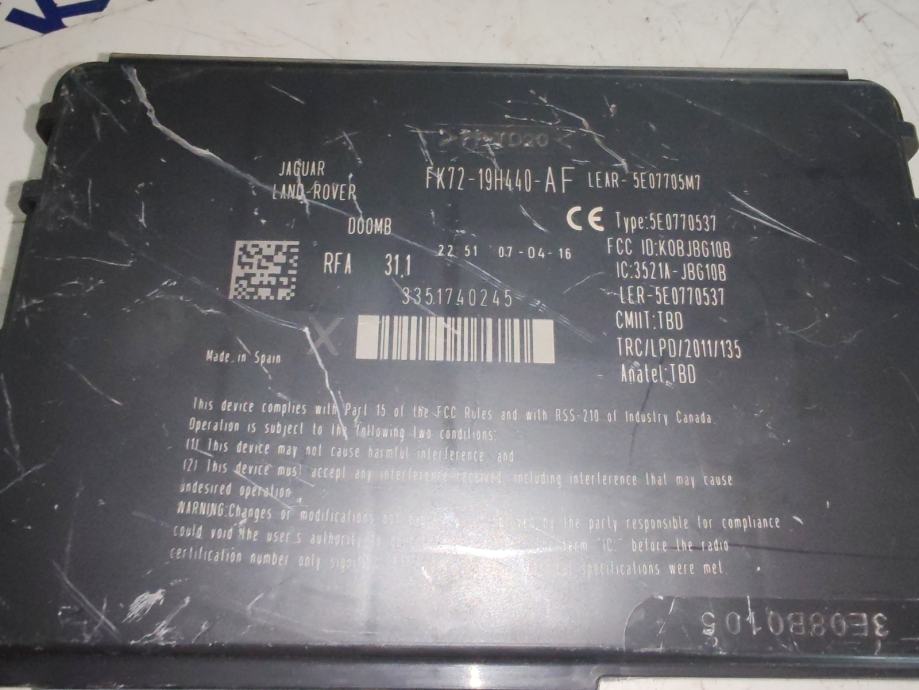 JAGUAR
LAND-ROVER
FK72-19H440-AF LEAR- 5E07705M7
D00MB
CE Type:5E0770537
22 51 07-04-16
FCC ID:KOBJBG10B
RFA 31.1
IC:3521A-JBG10B
3351740245
LER-5E0770537
CMIIT:TBD
TRC/LPD/2011/135
Made in Spain
Anatel:TBD
This device complies with Part 15 of the FCC Rules and with RSS-210 of Industry Canada.
Operation is subject to the following two conditions:
(1) This device may not cause harmful interference, and
(2) This device must accept any interference received, including interference that may cause
undesired operation.
WARNING:Changes or modifications not by the party responsible for compliance
could void the user's authority to term "IC:" before the radio
certification number only specifications were met.
3E08BQ105